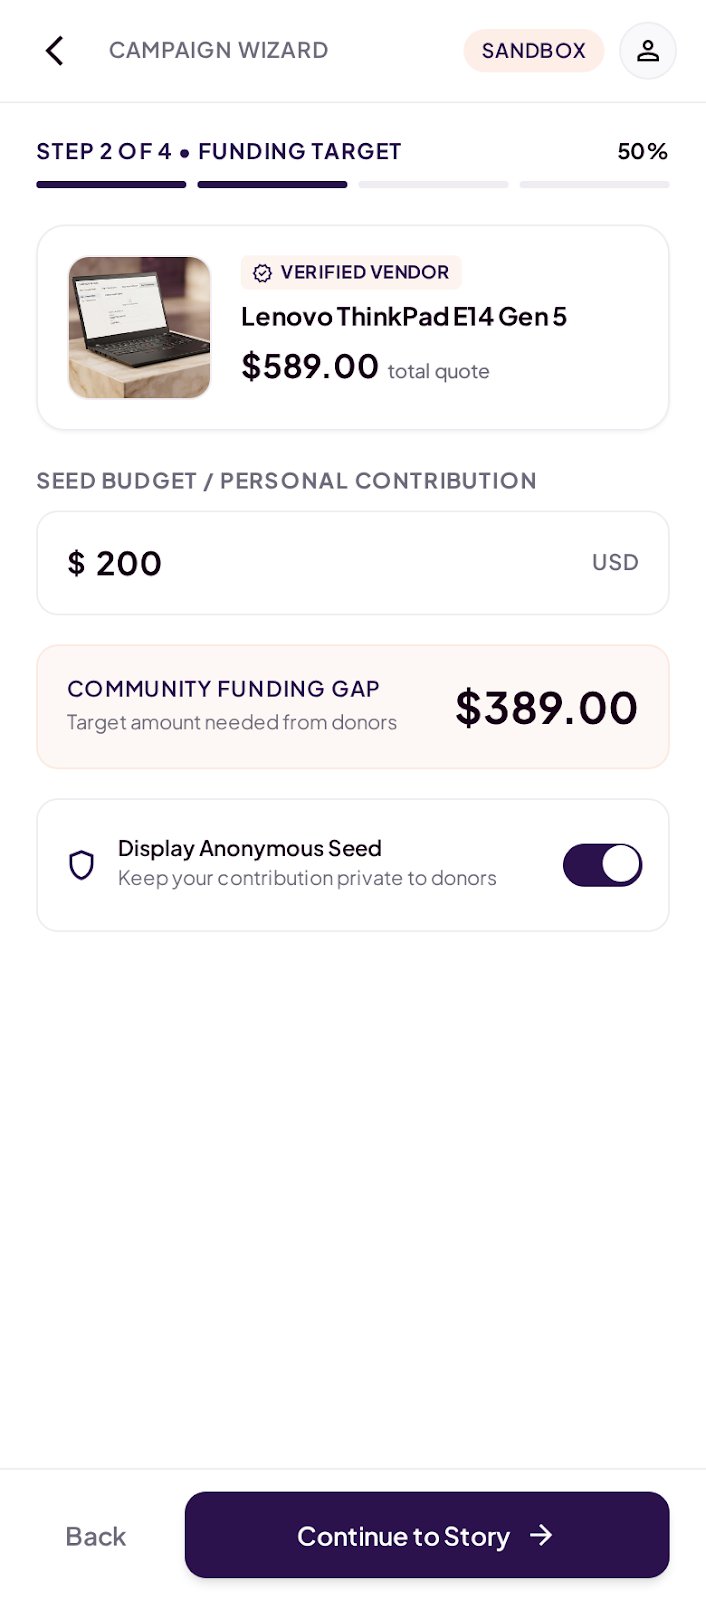 CAMPAIGN WIZARD
SANDBOX
STEP 2 OF 4 • FUNDING TARGET
50%
VERIFIED VENDOR
Lenovo ThinkPad E14 Gen 5
$589.00 total quote
SEED BUDGET / PERSONAL CONTRIBUTION
$ 200
USD
COMMUNITY FUNDING GAP
Target amount needed from donors
$389.00
Display Anonymous Seed
Keep your contribution private to donors
Back
Continue to Story →